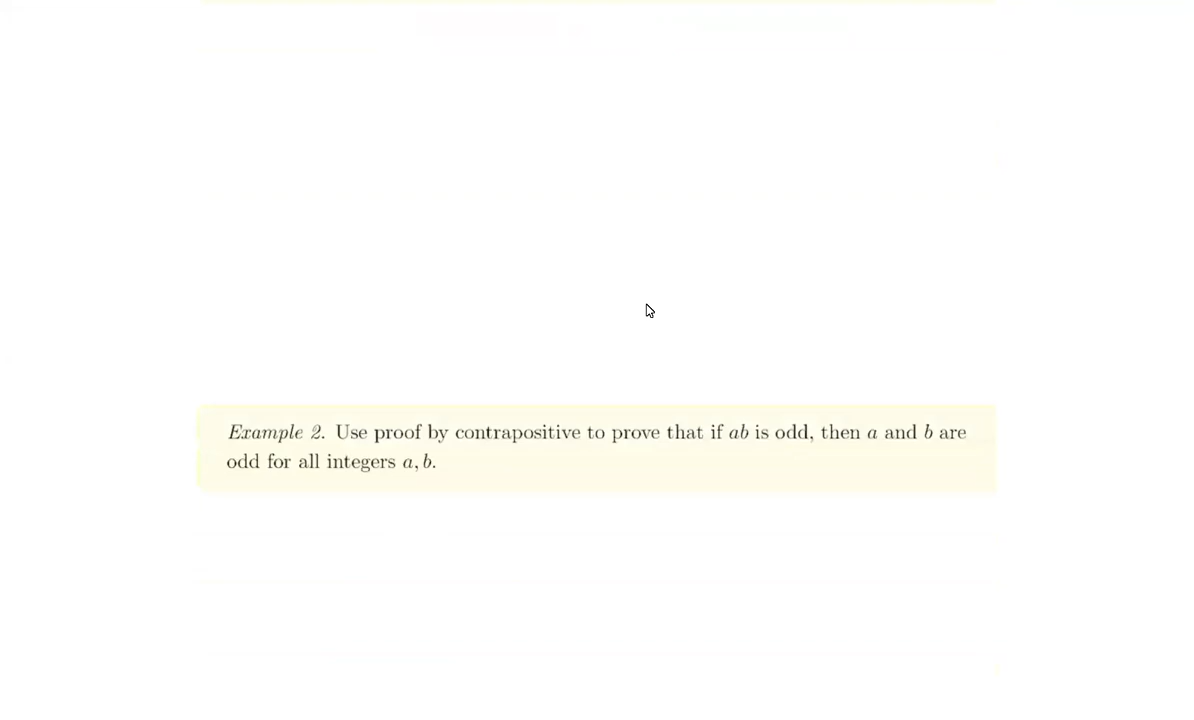 Example 2. Use proof by contrapositive to prove that if ab is odd, then a and b are
odd for all integers a, b.